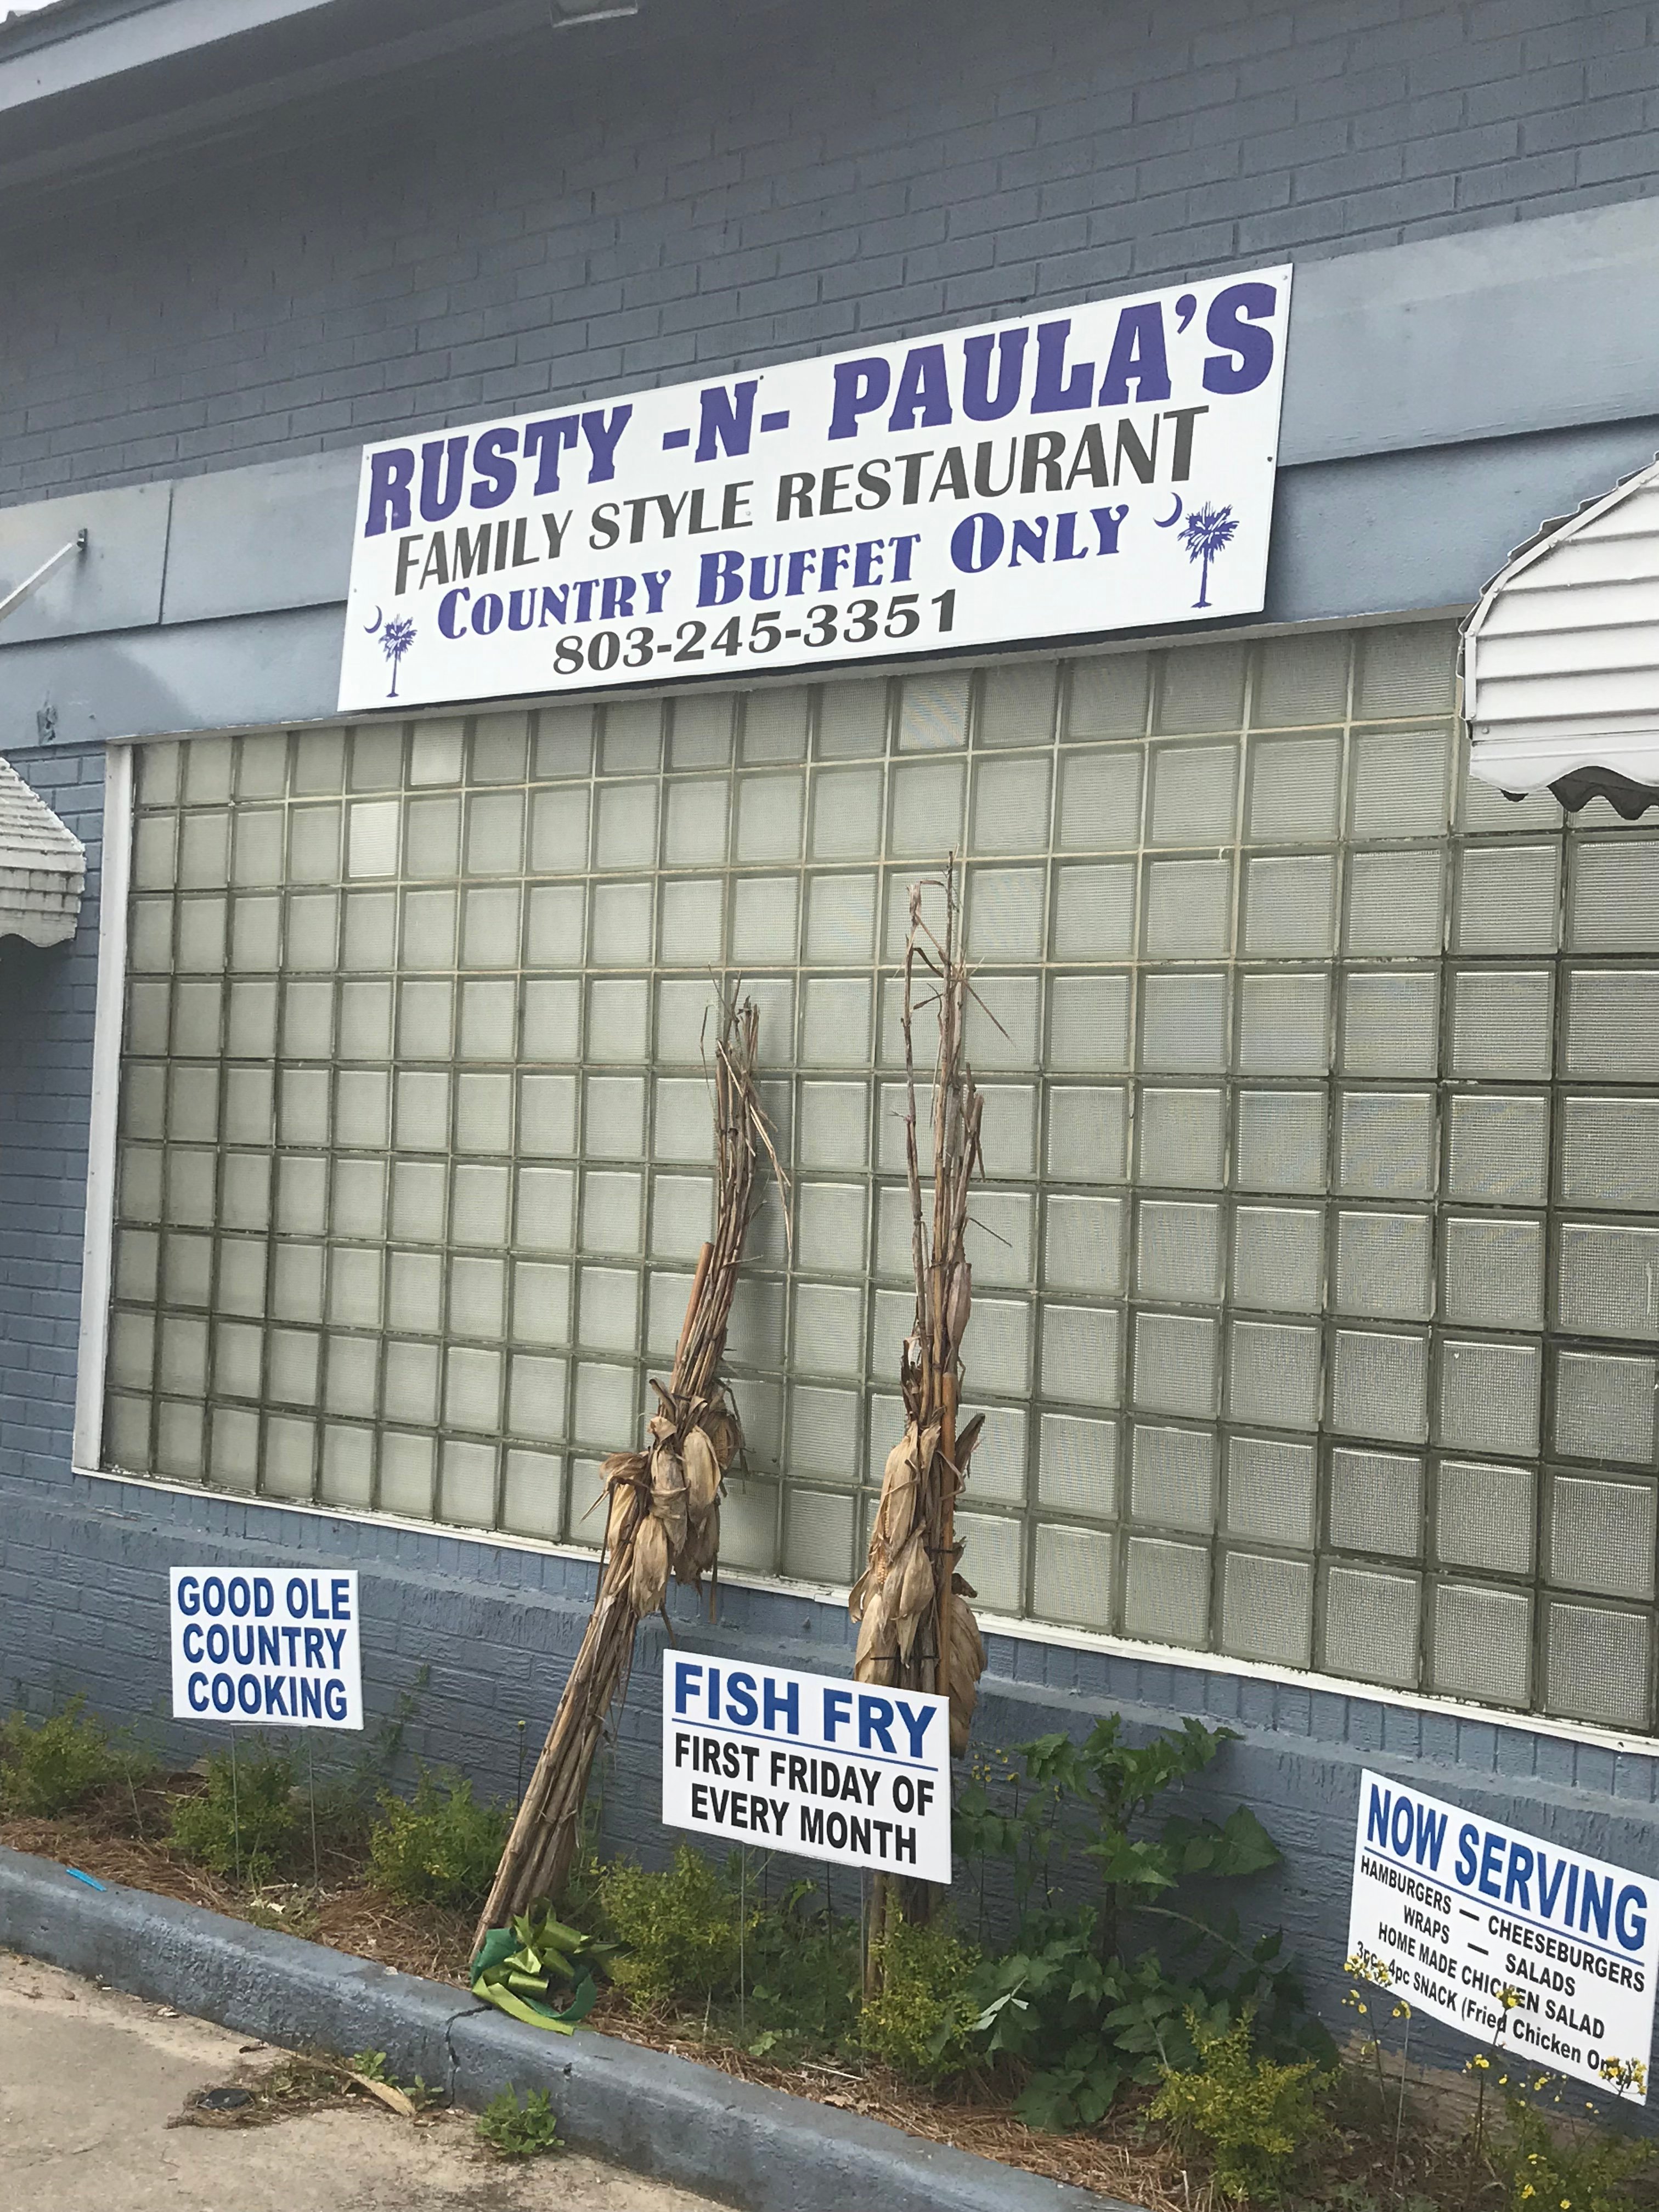 RUSTY -N- PAULA'S
FAMILY STYLE RESTAURANT
COUNTRY BUFFET ONLY
803-245-3351
GOOD OLE
COUNTRY
COOKING
FISH FRY
FIRST FRIDAY OF
EVERY MONTH
NOW SERVING
HAMBURGERS — CHEESEBURGERS
WRAPS — SALADS
HOME MADE CHICKEN SALAD
4pc SNACK (Fried Chicken